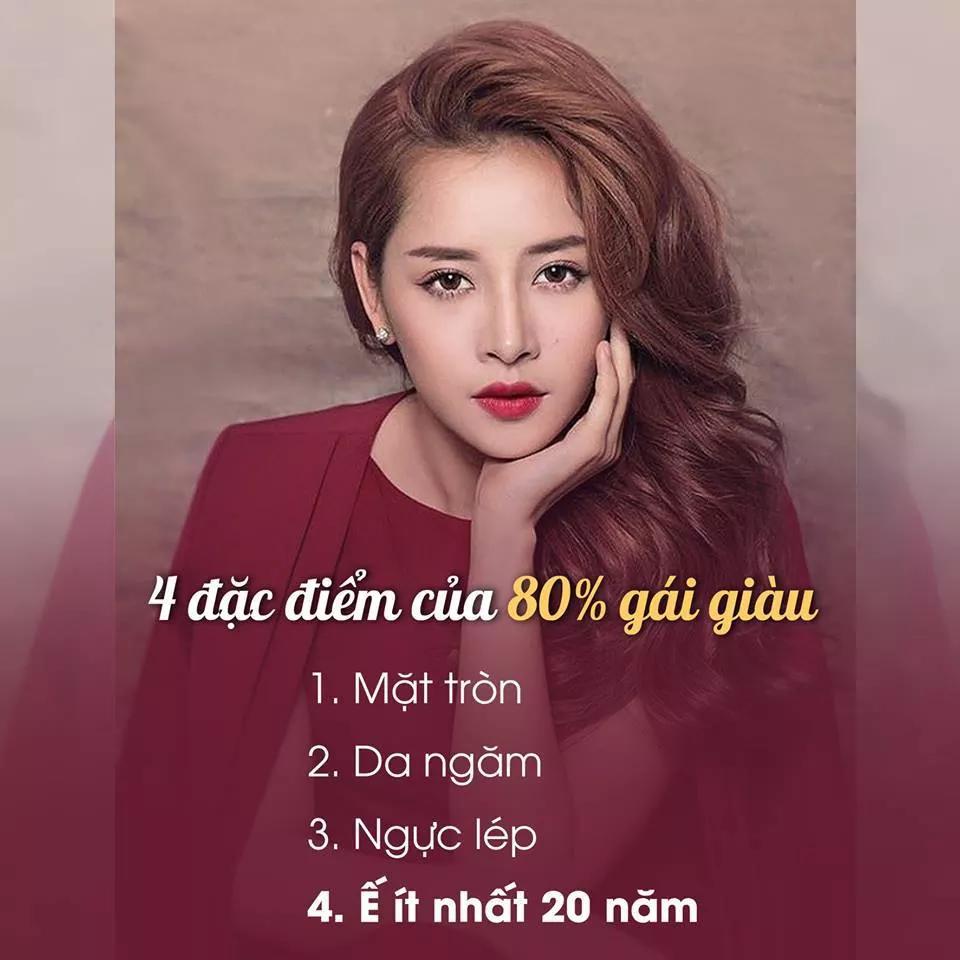 4 đặc điểm của 80% gái giàu
1. Mặt tròn
2. Da ngăm
3. Ngực lép
4. Ế ít nhất 20 năm